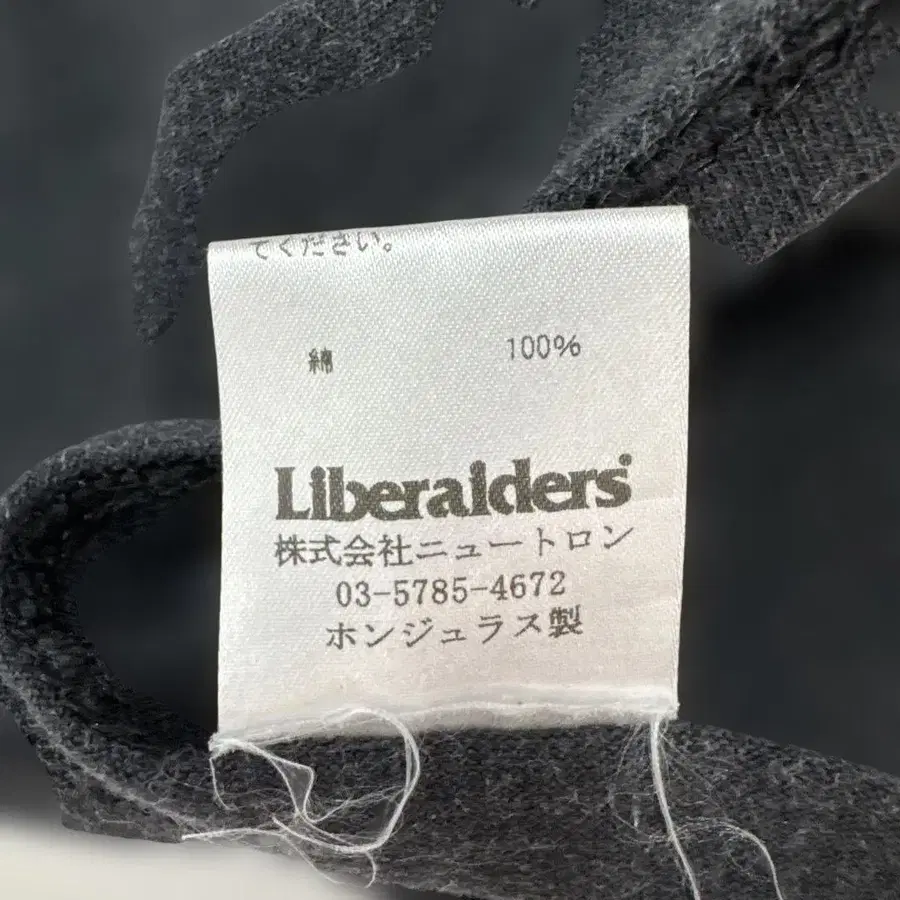 てください。
綿 100%
Liberaiders
株式会社ニュートロン
03-5785-4672
ホンジュラス製